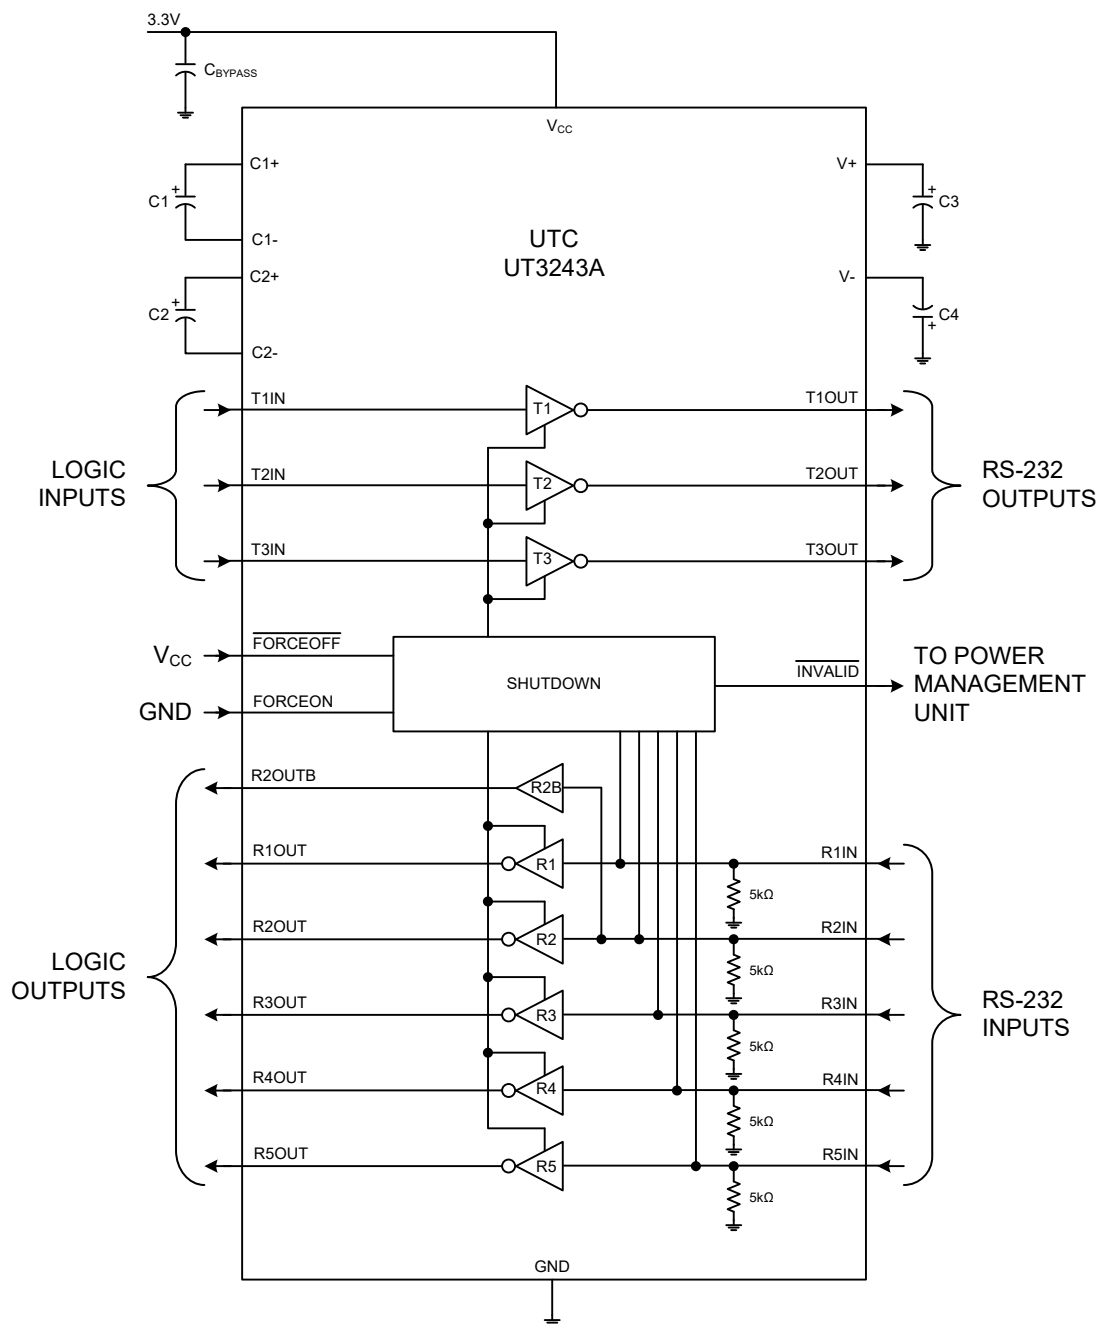 3.3V
CBYPASS
VCC
C1+
V+
C1
C3
C1-
UTC
UT3243A
C2+
V-
C2
C4
C2-
T1IN
T1
T1OUT
LOGIC
INPUTS
T2IN
T2
T2OUT
RS-232
OUTPUTS
T3IN
T3
T3OUT
VCC
FORCEOFF
SHUTDOWN
INVALID
TO POWER
MANAGEMENT
UNIT
GND
FORCEON
R2OUTB
R2B
R1OUT
R1
R1IN
5kΩ
R2OUT
R2
R2IN
5kΩ
LOGIC
OUTPUTS
R3OUT
R3
R3IN
5kΩ
RS-232
INPUTS
R4OUT
R4
R4IN
5kΩ
R5OUT
R5
R5IN
5kΩ
GND